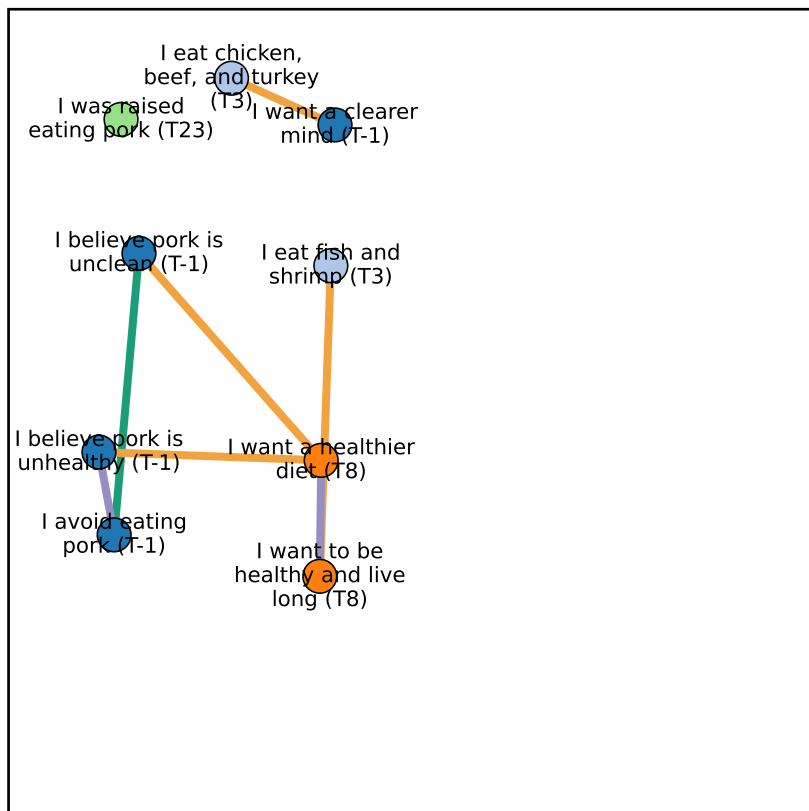 I eat chicken,
beef, and turkey
(T3)
I was raised
eating pork (T23)
I want a clearer
mind (T-1)
I believe pork is
unclean (T-1)
I eat fish and
shrimp (T3)
I believe pork is
unhealthy (T-1)
I want a healthier
diet (T8)
I avoid eating
pork (T-1)
I want to be
healthy and live
long (T8)